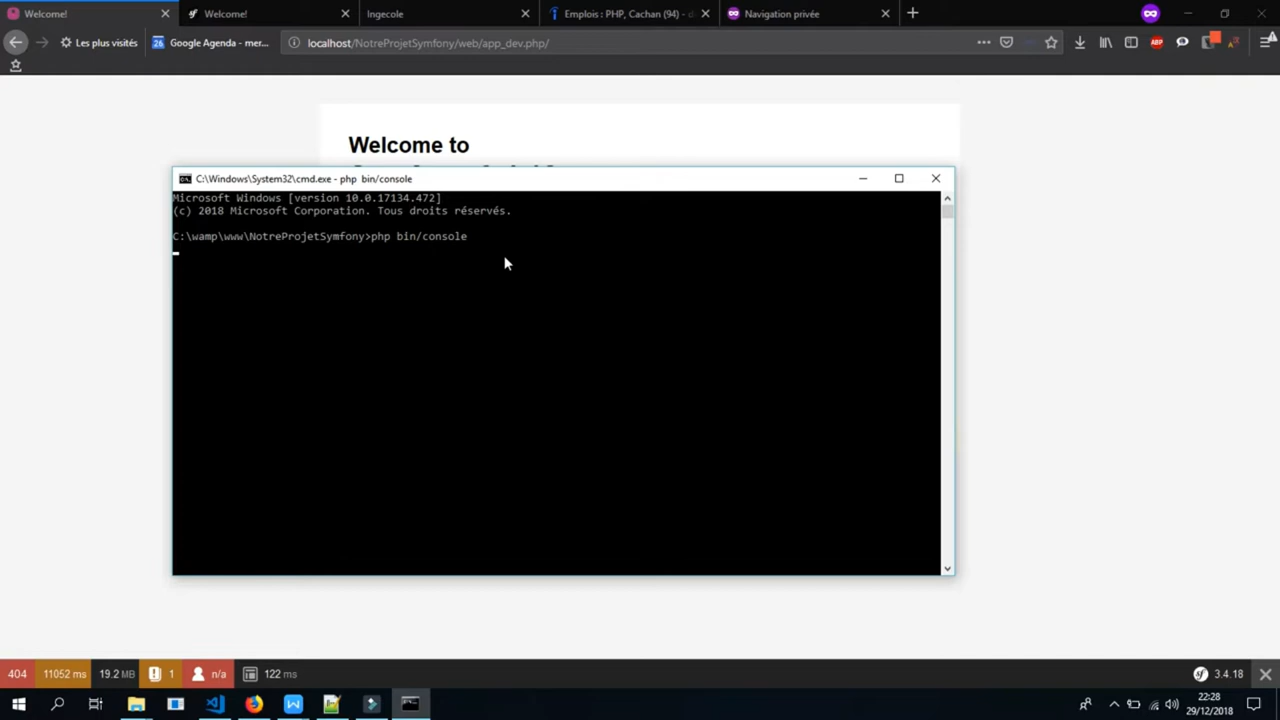 Welcome!
Welcome!
Ingecole
Emplois : PHP, Cachan (94) - d
Navigation privée
Les plus visités
26
Google Agenda - mer...
localhost/NotreProjetSymfony/web/app_dev.php/
ABP
Welcome to
C:\Windows\System32\cmd.exe - php  bin/console
Microsoft Windows [version 10.0.17134.472]
(c) 2018 Microsoft Corporation. Tous droits réservés.
C:\wamp\www\NotreProjetSymfony>php bin/console
404
11052 ms
19.2 MB
1
n/a
122 ms
sf
3.4.18
22:28
29/12/2018